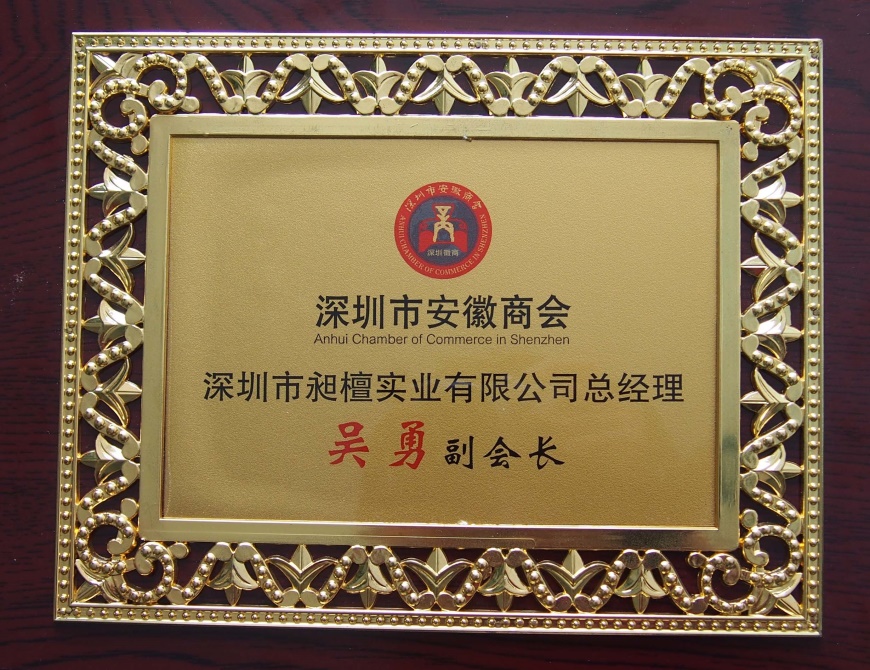 深圳市安徽商会
ANHUI CHAMBER OF COMMERCE IN SHENZHEN
深圳徽商
深圳市安徽商会
Anhui Chamber of Commerce in Shenzhen
深圳市昶檀实业有限公司总经理
吴勇副会长